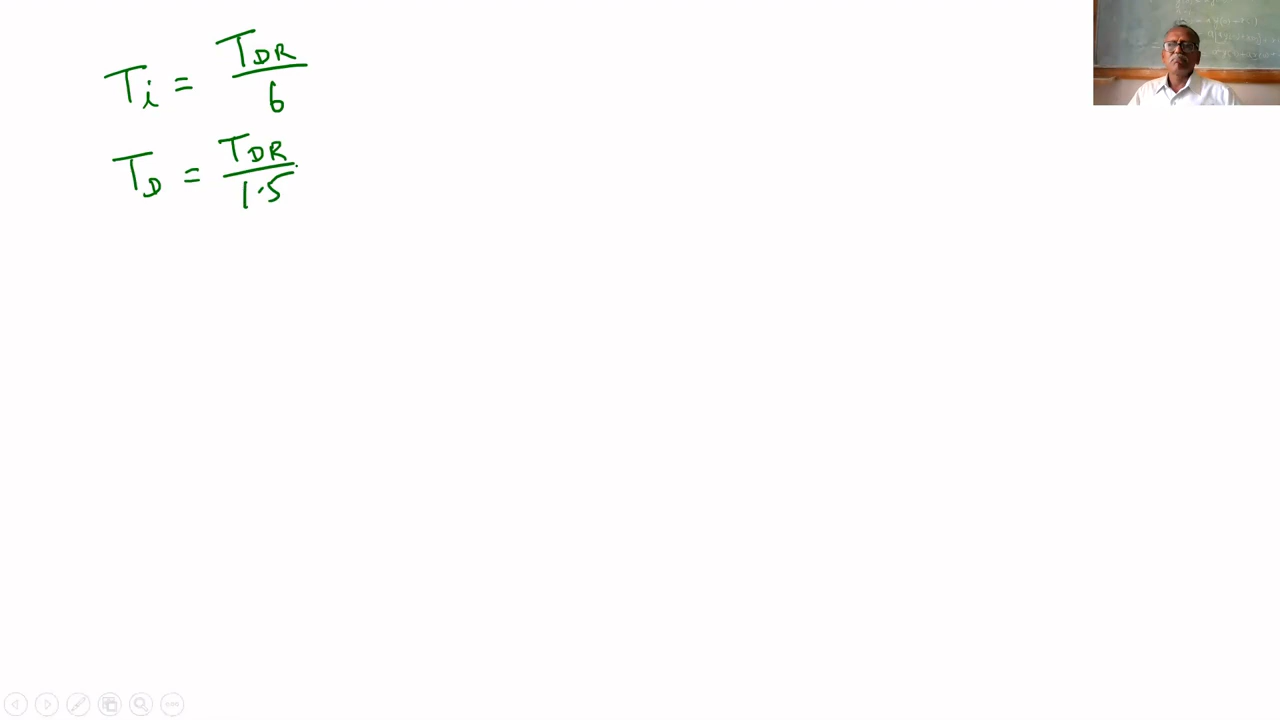 Ti = TDR/6
TD = TDR/1.5